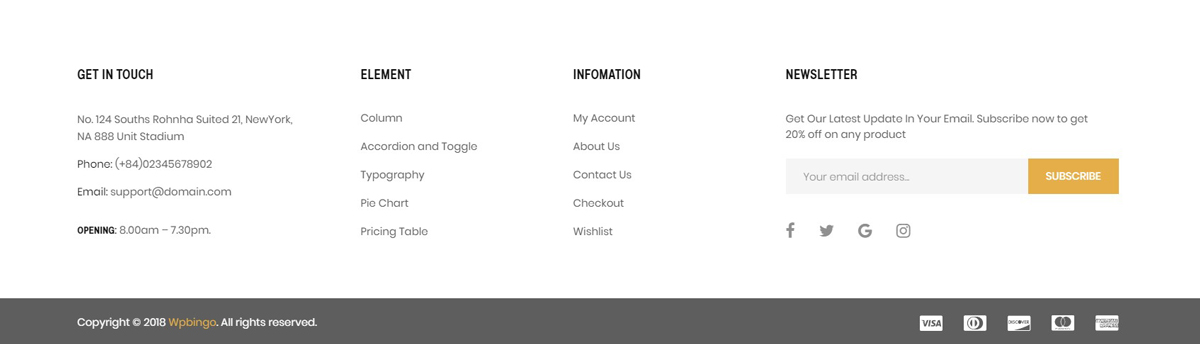 GET IN TOUCH
No. 124 Souths Rohnha Suited 21, NewYork,
NA 888 Unit Stadium
Phone: (+84)02345678902
Email: support@domain.com
OPENING: 8.00am – 7.30pm.
ELEMENT
Column
Accordion and Toggle
Typography
Pie Chart
Pricing Table
INFOMATION
My Account
About Us
Contact Us
Checkout
Wishlist
NEWSLETTER
Get Our Latest Update In Your Email. Subscribe now to get
20% off on any product
Your email address...
SUBSCRIBE
Copyright © 2018 Wpbingo. All rights reserved.
VISA
DISCOVER
AMERICAN EXPRESS